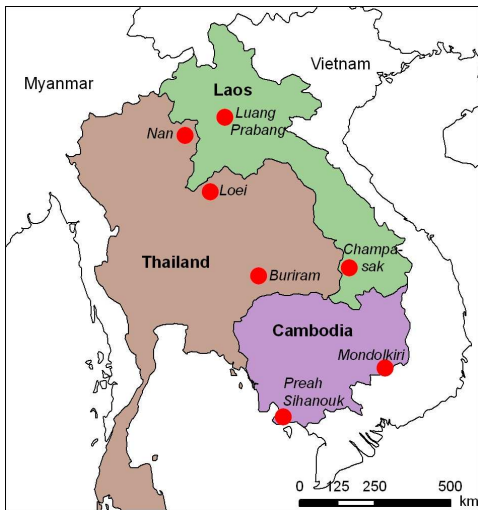 Vietnam
Myanmar
Laos
Luang
Prabang
Nan
Loei
Champa-
sak
Thailand
Buriram
Cambodia
Mondolkiri
Preah
Sihanouk
0 125 250 500
km